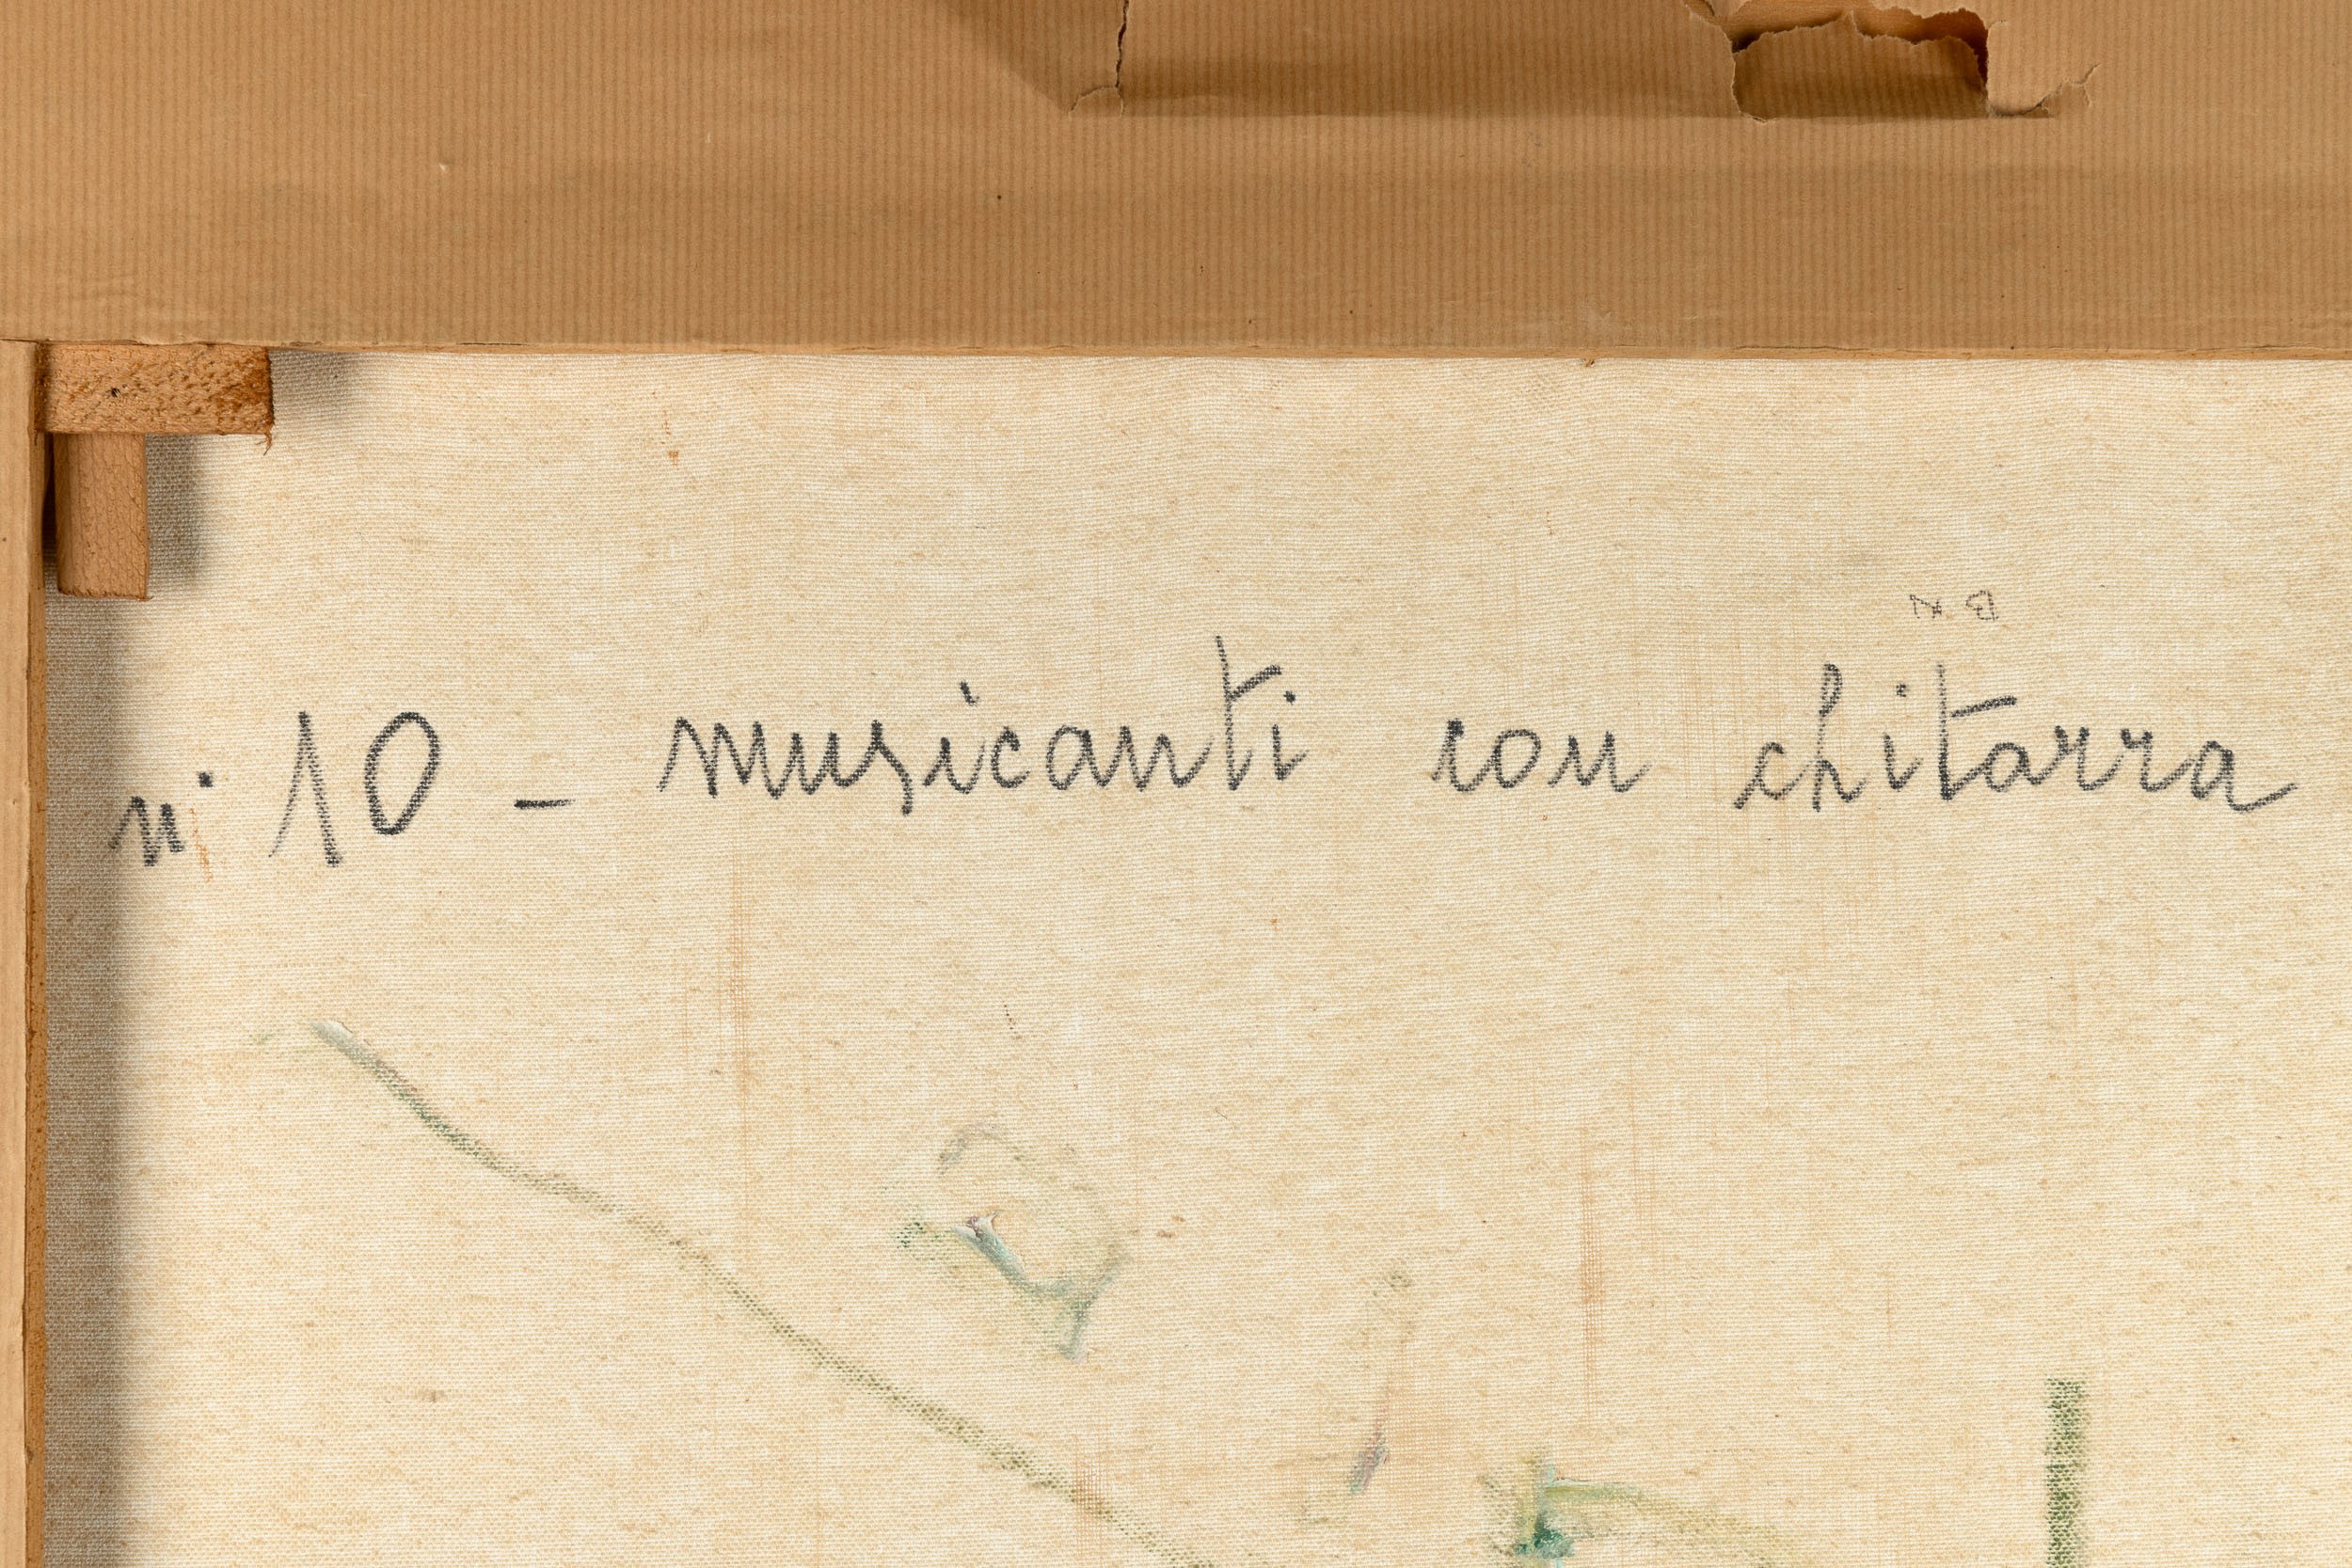 n° 10 - musicanti con chitarra